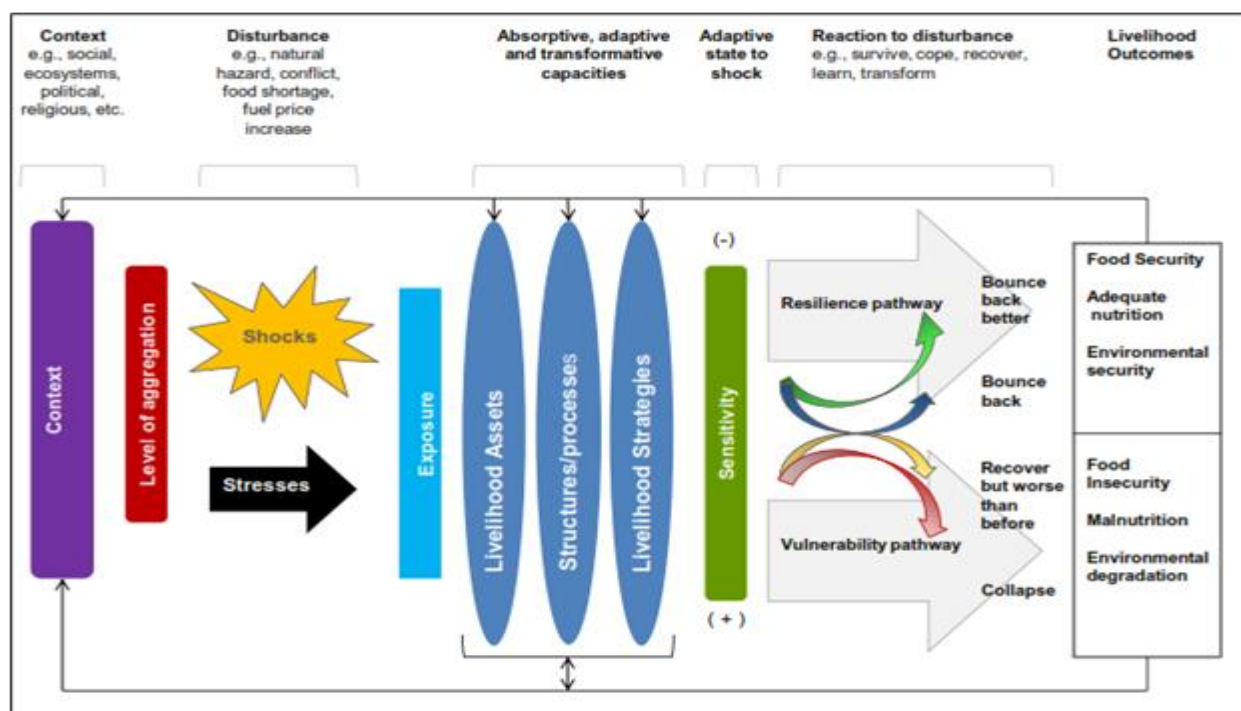 Context
e.g., social,
ecosystems,
political,
religious, etc.
Disturbance
e.g., natural
hazard, conflict,
food shortage,
fuel price
increase
Absorptive, adaptive
and transformative
capacities
Adaptive
state to
shock
Reaction to disturbance
e.g., survive, cope, recover,
learn, transform
Livelihood
Outcomes
Context
Level of aggregation
Shocks
Stresses
Exposure
Livelihood Assets
Structures/processes
Livelihood Strategies
(-)
Sensitivity
(+)
Resilience pathway
Bounce
back
better
Bounce
back
Recover
but worse
than
before
Vulnerability pathway
Collapse
Food Security
Adequate
nutrition
Environmental
security
Food
Insecurity
Malnutrition
Environmental
degradation